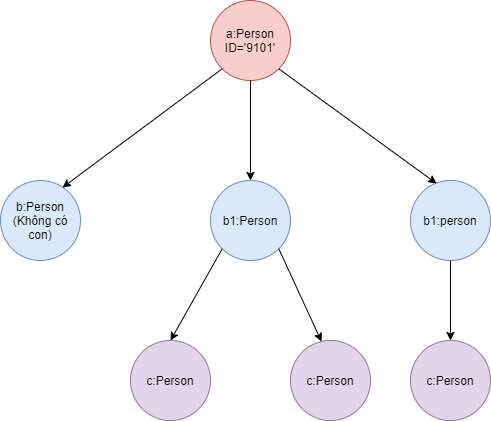 a:Person
ID='9101'
b:Person
(Không có
con)
b1:Person
b1:person
c:Person
c:Person
c:Person